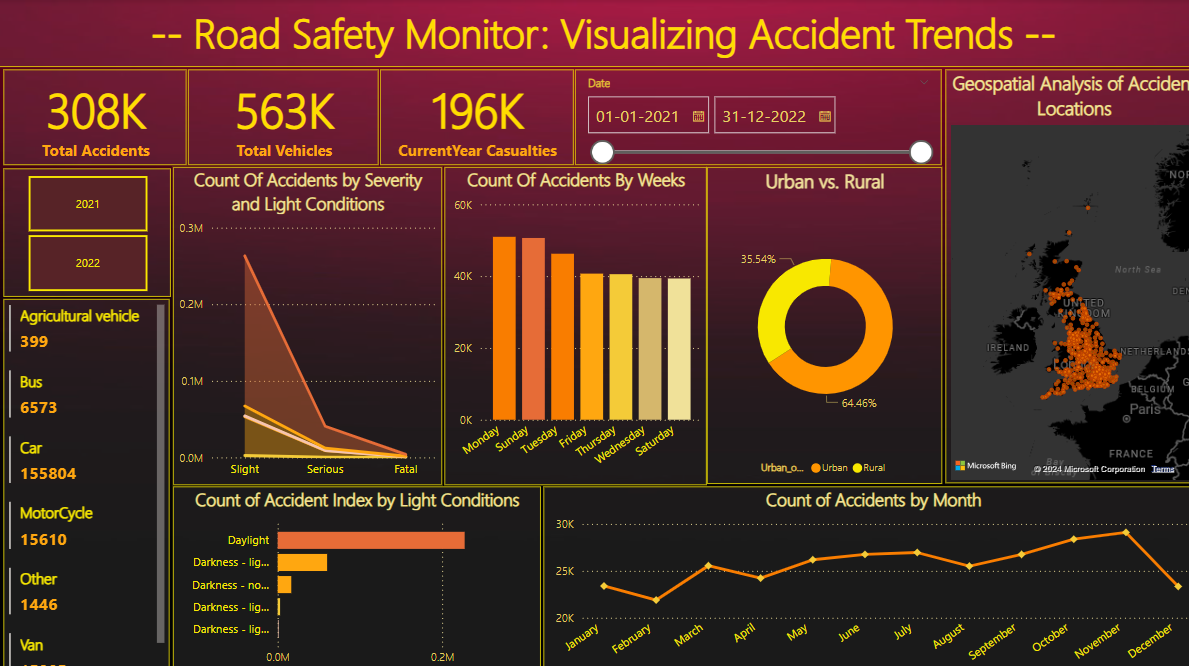 -- Road Safety Monitor: Visualizing Accident Trends --
308K
Total Accidents
563K
Total Vehicles
196K
CurrentYear Casualties
Date
01-01-2021
31-12-2022
Geospatial Analysis of Acciden
Locations
NOR
North Sea
DEN
UNITED
KINGDOM
IRELAND
NETHERLANDS
BELGIUM
G
Paris
FRANCE
Microsoft Bing
© 2024 Microsoft Corporation
Terms
2021
2022
Agricultural vehicle
399
Bus
6573
Car
155804
MotorCycle
15610
Other
1446
Van
Count Of Accidents by Severity
and Light Conditions
0.3M
0.2M
0.1M
0.0M
Slight
Serious
Fatal
Count Of Accidents By Weeks
60K
40K
20K
0K
Monday
Sunday
Tuesday
Friday
Thursday
Wednesday
Saturday
Urban vs. Rural
35.54%
64.46%
Urban_o...
Urban
Rural
Count of Accident Index by Light Conditions
Daylight
Darkness - lig...
Darkness - no...
Darkness - lig...
Darkness - lig...
0.0M
0.2M
Count of Accidents by Month
30K
25K
20K
January
February
March
April
May
June
July
August
September
October
November
December